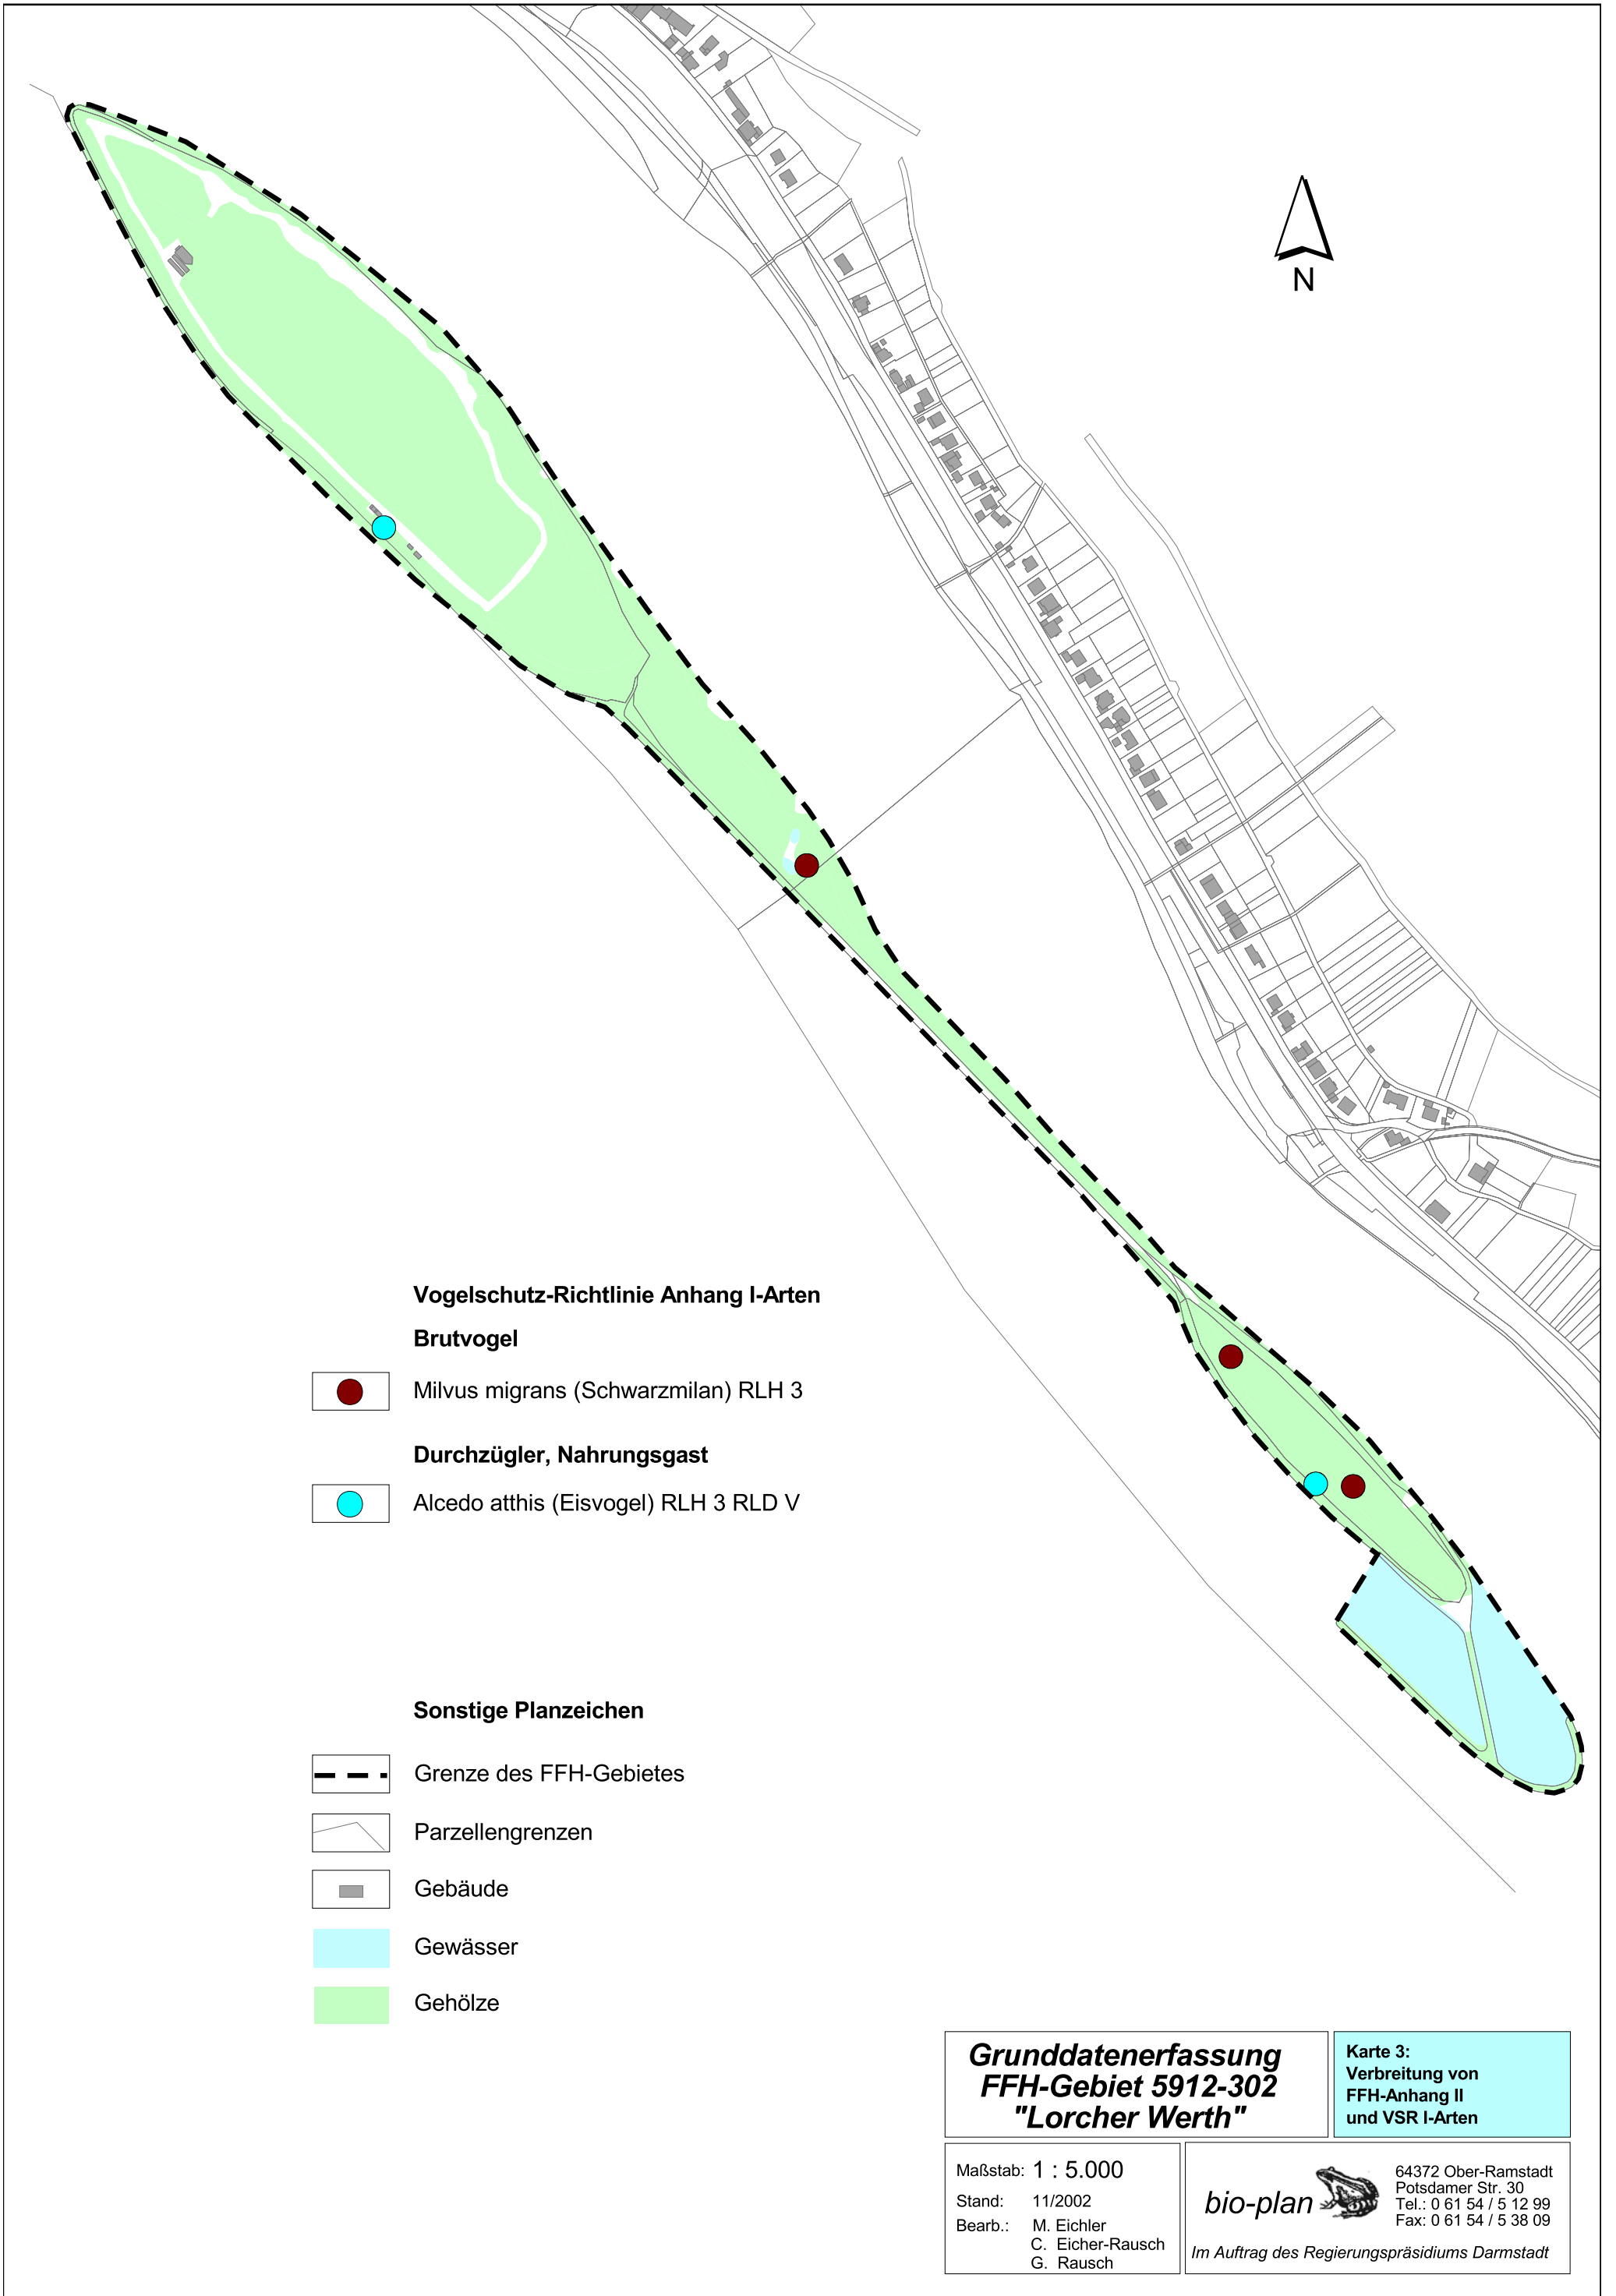 N
Vogelschutz-Richtlinie Anhang I-Arten
Brutvogel
Milvus migrans (Schwarzmilan) RLH 3
Durchzügler, Nahrungsgast
Alcedo atthis (Eisvogel) RLH 3 RLD V
Sonstige Planzeichen
Grenze des FFH-Gebietes
Parzellengrenzen
Gebäude
Gewässer
Gehölze
Grunddatenerfassung
FFH-Gebiet 5912-302
"Lorcher Werth"
Karte 3:
Verbreitung von
FFH-Anhang II
und VSR I-Arten
Maßstab: 1 : 5.000
Stand: 11/2002
Bearb.: M. Eichler
C. Eicher-Rausch
G. Rausch
bio-plan
64372 Ober-Ramstadt
Potsdamer Str. 30
Tel.: 0 61 54 / 5 12 99
Fax: 0 61 54 / 5 38 09
Im Auftrag des Regierungspräsidiums Darmstadt